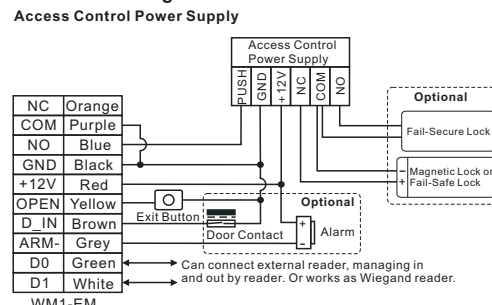 Access Control Power Supply
Access Control
Power Supply
PUSH GND +12V NC COM NO
Optional
Fail-Secure Lock
- Magnetic Lock or
+ Fail-Safe Lock
NC Orange
COM Purple
NO Blue
GND Black
+12V Red
OPEN Yellow
D_IN Brown
ARM- Grey
D0 Green
D1 White
Exit Button
Optional
Door Contact
+
-
Alarm
Can connect external reader, managing in
and out by reader. Or works as Wiegand reader.
WM1-EM